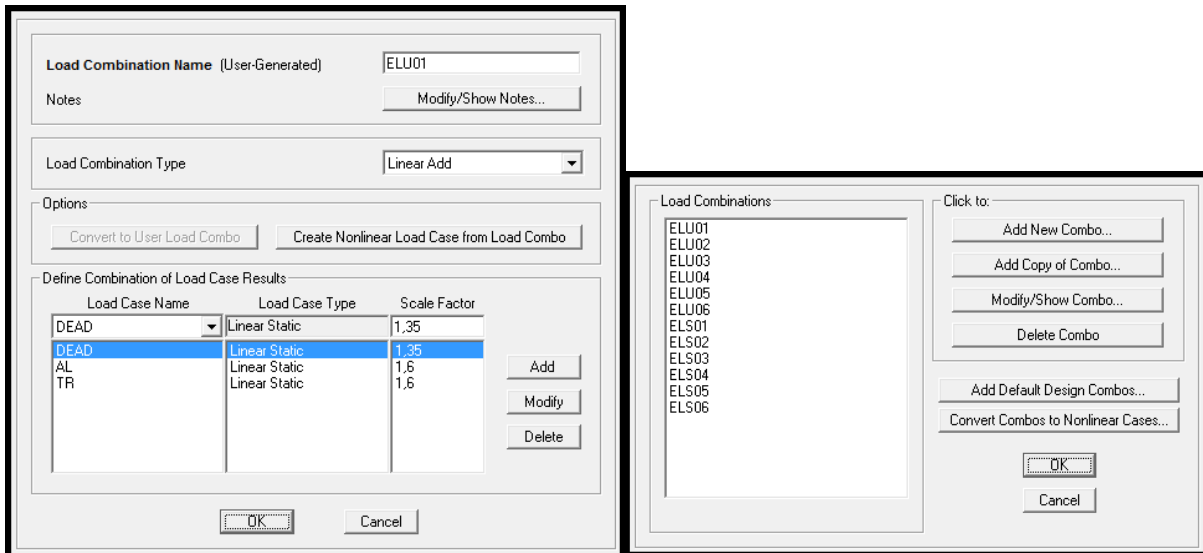 Load Combination Name (User-Generated) ELU01
Notes Modify/Show Notes...
Load Combination Type Linear Add
Options
Convert to User Load Combo Create Nonlinear Load Case from Load Combo
Define Combination of Load Case Results
Load Case Name Load Case Type Scale Factor
DEAD Linear Static 1,35
DEAD Linear Static 1,35
AL Linear Static 1,6
TR Linear Static 1,6
Add
Modify
Delete
OK Cancel
Load Combinations
ELU01
ELU02
ELU03
ELU04
ELU05
ELU06
ELS01
ELS02
ELS03
ELS04
ELS05
ELS06
Click to:
Add New Combo...
Add Copy of Combo...
Modify/Show Combo...
Delete Combo
Add Default Design Combos...
Convert Combos to Nonlinear Cases...
OK
Cancel